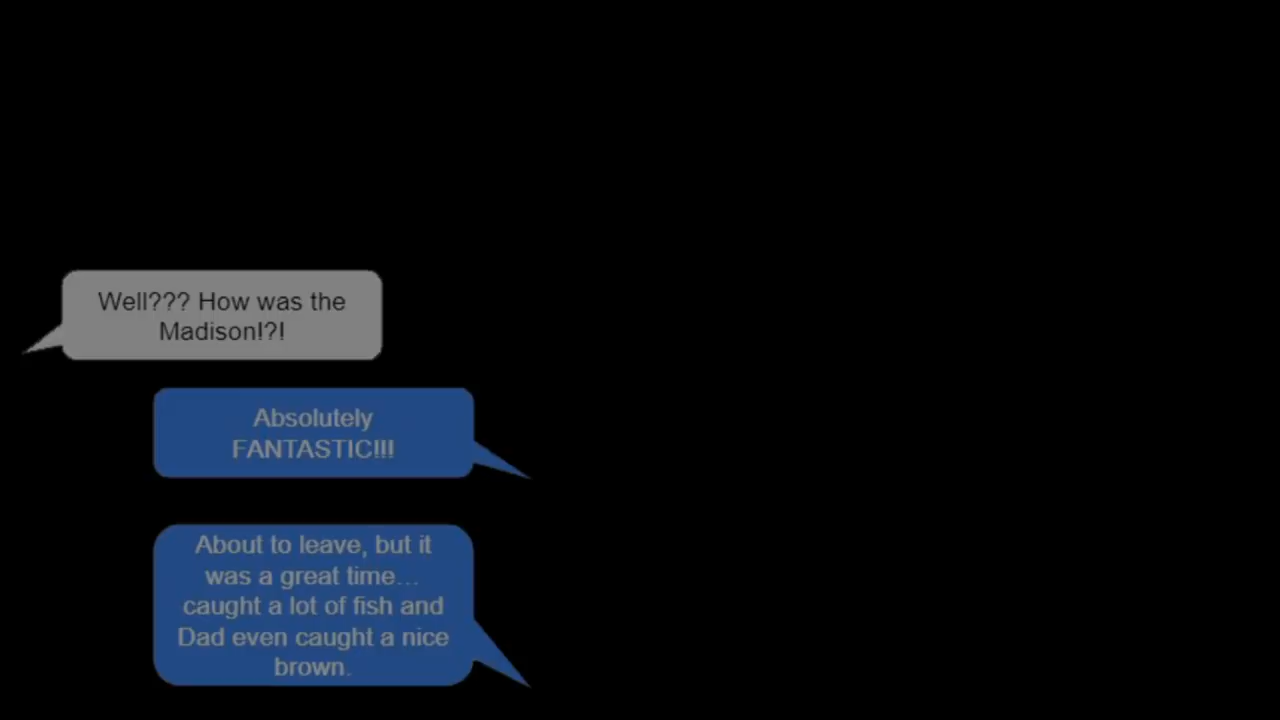 Well??? How was the
Madison!?!
Absolutely
FANTASTIC!!!
About to leave, but it
was a great time...
caught a lot of fish and
Dad even caught a nice
brown.